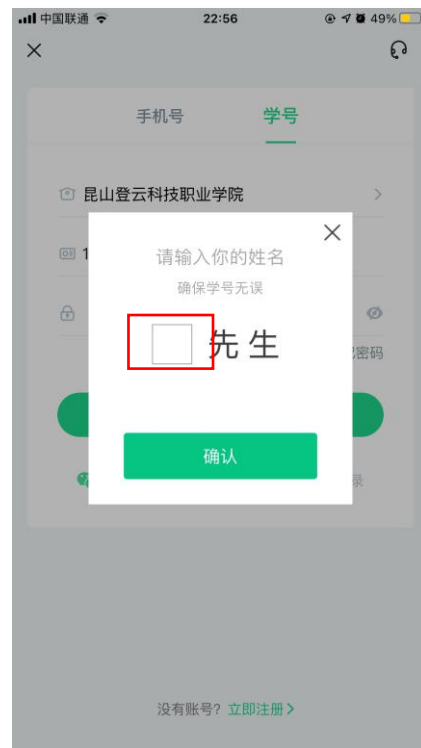 中国联通 22:56 49%
手机号 学号
昆山登云科技职业学院
1
请输入你的姓名
确保学号无误
先生
密码
确认
录
没有账号? 立即注册